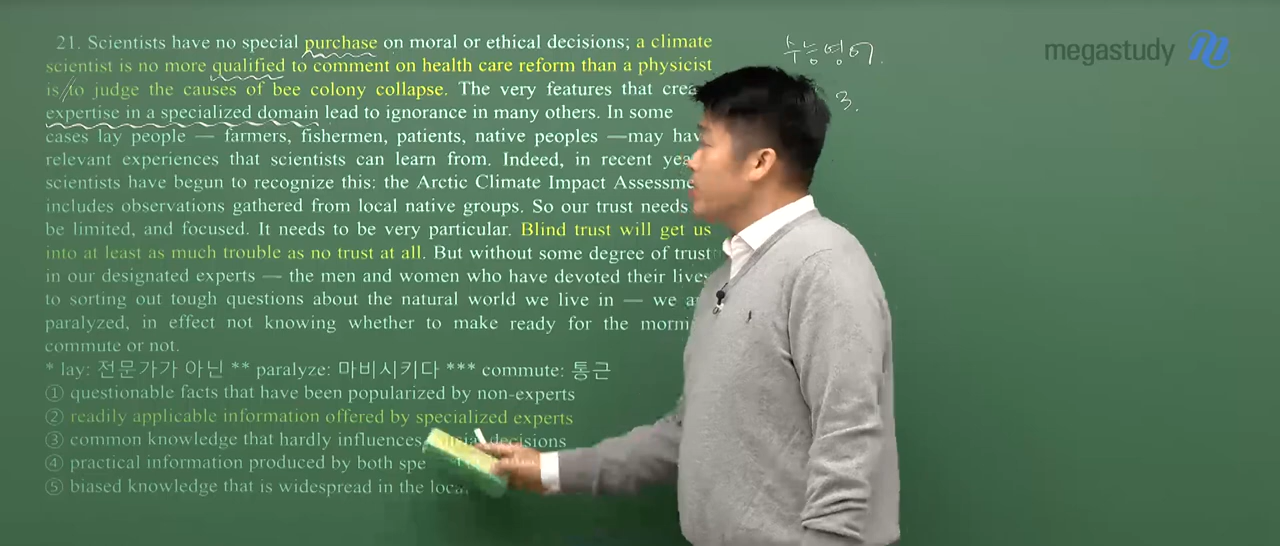 21. Scientists have no special purchase on moral or ethical decisions; a climate
scientist is no more qualified to comment on health care reform than a physicist
is to judge the causes of bee colony collapse. The very features that
expertise in a specialized domain lead to ignorance in many others. In some
cases lay people — farmers, fishermen, patients, native peoples —may
relevant experiences that scientists can learn from. Indeed, in recent
scientists have begun to recognize this: the Arctic Climate Impact
includes observations gathered from local native groups. So our trust needs
be limited, and focused. It needs to be very particular. Blind trust will get us
into at least as much trouble as no trust at all. But without some degree of trust
in our designated experts — the men and women who have devoted their lives
to sorting out tough questions about the natural world we live in — we
paralyzed, in effect not knowing whether to make ready for the
commute or not.
* lay: 전문가가 아닌 ** paralyze: 마비시키다 *** commute: 통근
① questionable facts that have been popularized by non-experts
② readily applicable information offered by specialized experts
③ common knowledge that hardly influences decisions
④ practical information produced by both
⑤ biased knowledge that is widespread in the
수능영어.
3.
megastudy